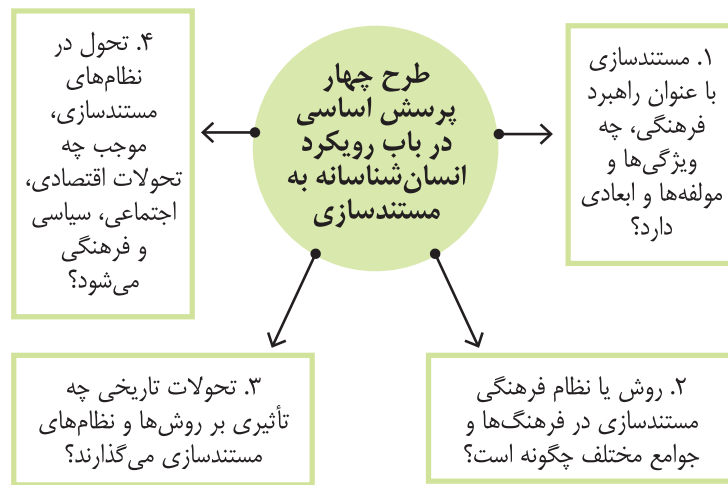 طرح چهار
پرسش اساسی
در باب رویکرد
انسان‌شناسانه به
مستندسازی
۱. مستندسازی
با عنوان راهبرد
فرهنگی، چه
ویژگی‌ها و
مولفه‌ها و ابعادی
دارد؟
۲. روش یا نظام فرهنگی
مستندسازی در فرهنگ‌ها و
جوامع مختلف چگونه است؟
۳. تحولات تاریخی چه
تأثیری بر روش‌ها و نظام‌های
مستندسازی می‌گذارند؟
۴. تحول در
نظام‌های
مستندسازی،
موجب چه
تحولات اقتصادی،
اجتماعی، سیاسی
و فرهنگی
می‌شود؟